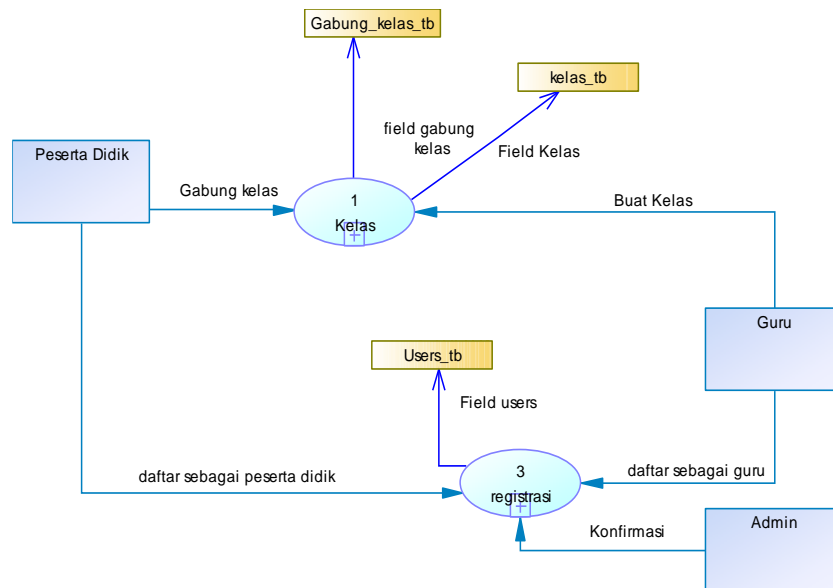 Gabung_kelas_tb
kelas_tb
field gabung
kelas
Field Kelas
Peserta Didik
Gabung kelas
1
Kelas
Buat Kelas
Guru
Users_tb
Field users
3
registrasi
daftar sebagai peserta didik
daftar sebagai guru
Konfirmasi
Admin